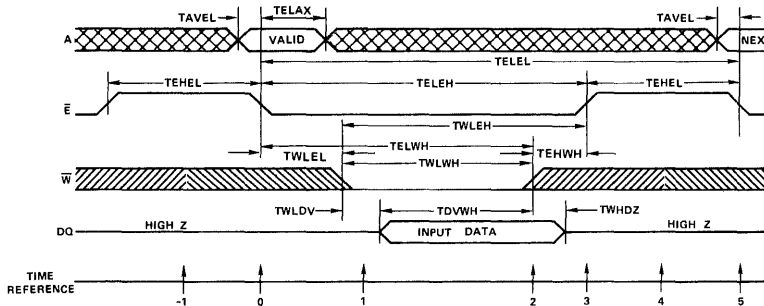 TAVEL TELAX TAVEL
A VALID NEX
TELEL
TEHEL TELEH TEHEL
E
TWLEH
TELWH
TWLEL TWLWH TEHWH
W
TWLDV TDVWH TWHDZ
HIGH Z HIGH Z
DQ INPUT DATA
TIME
REFERENCE
-1 0 1 2 3 4 5